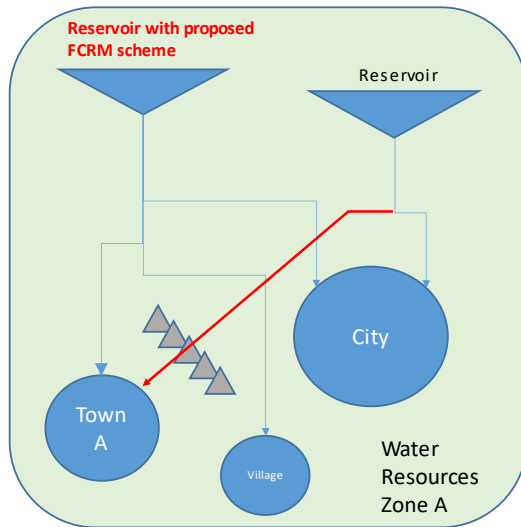 Reservoir with proposed
FCRM scheme
Reservoir
City
Town
A
Village
Water
Resources
Zone A